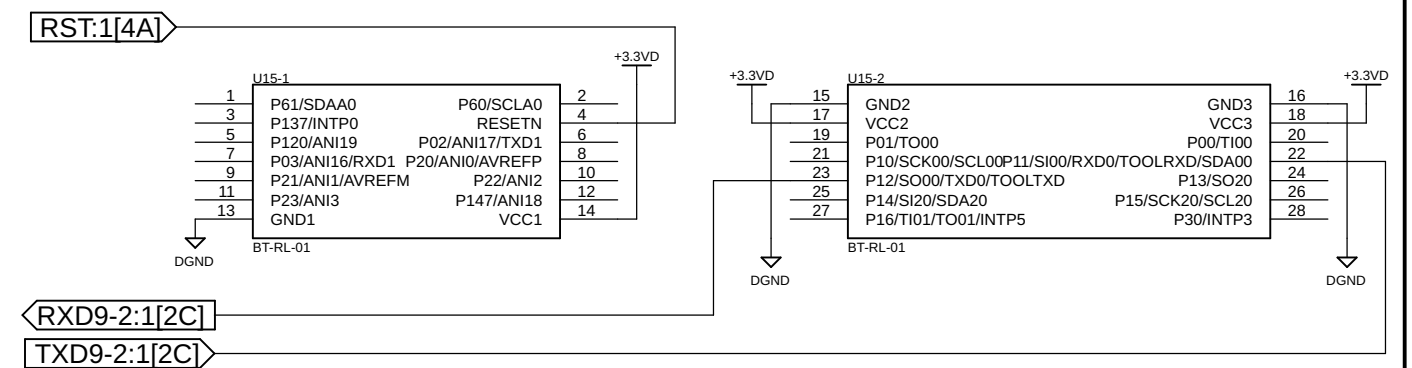 RST:1[4A]
+3.3VD
U15-1
1 P61/SDAA0 P60/SCLA0 2
3 P137/INTP0 RESETN 4
5 P120/ANI19 P02/ANI17/TXD1 6
7 P03/ANI16/RXD1 P20/ANI0/AVREFP 8
9 P21/ANI1/AVREFM P22/ANI2 10
11 P23/ANI3 P147/ANI18 12
13 GND1 VCC1 14
BT-RL-01
DGND
+3.3VD
U15-2
+3.3VD
15 GND2 GND3 16
17 VCC2 VCC3 18
19 P01/TO00 P00/TI00 20
21 P10/SCK00/SCL00 P11/SI00/RXD0/TOOLRXD/SDA00 22
23 P12/SO00/TXD0/TOOLTXD P13/SO20 24
25 P14/SI20/SDA20 P15/SCK20/SCL20 26
27 P16/TI01/TO01/INTP5 P30/INTP3 28
BT-RL-01
DGND
DGND
RXD9-2:1[2C]
TXD9-2:1[2C]